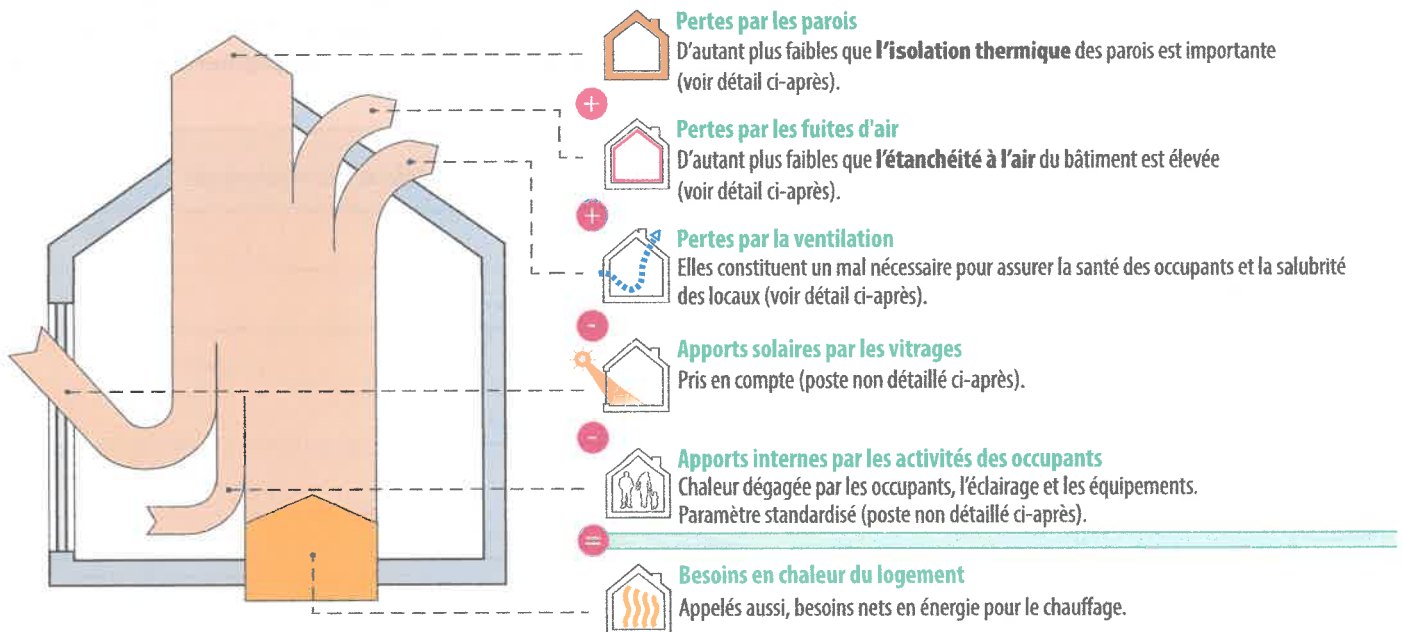 Pertes par les parois
D'autant plus faibles que l'isolation thermique des parois est importante
(voir détail ci-après).
+
Pertes par les fuites d'air
D'autant plus faibles que l'étanchéité à l'air du bâtiment est élevée
(voir détail ci-après).
+
Pertes par la ventilation
Elles constituent un mal nécessaire pour assurer la santé des occupants et la salubrité
des locaux (voir détail ci-après).
-
Apports solaires par les vitrages
Pris en compte (poste non détaillé ci-après).
-
Apports internes par les activités des occupants
Chaleur dégagée par les occupants, l'éclairage et les équipements.
Paramètre standardisé (poste non détaillé ci-après).
=
Besoins en chaleur du logement
Appelés aussi, besoins nets en énergie pour le chauffage.